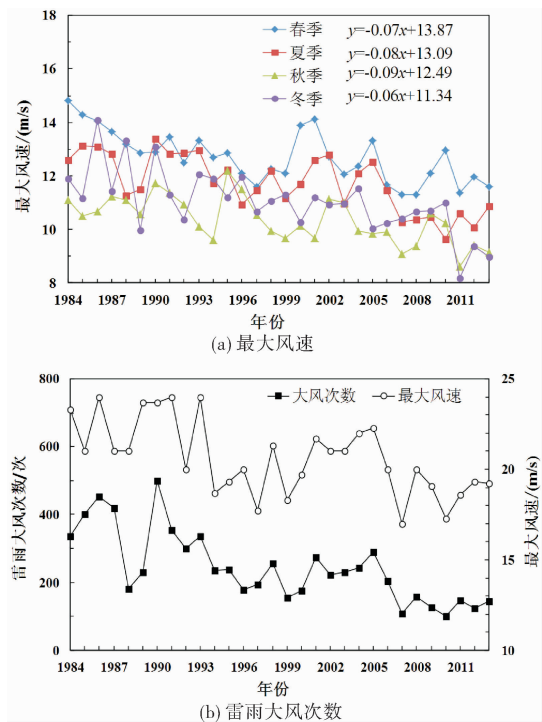 18
16
14
12
10
8
最大风速/(m/s)
春季 y=-0.07x+13.87
夏季 y=-0.08x+13.09
秋季 y=-0.09x+12.49
冬季 y=-0.06x+11.34
1984 1987 1990 1993 1996 1999 2002 2005 2008 2011
年份
(a) 最大风速
800
600
400
200
0
雷雨大风次数/次
大风次数 最大风速
25
20
15
10
最大风速/(m/s)
1984 1987 1990 1993 1996 1999 2002 2005 2008 2011
年份
(b) 雷雨大风次数